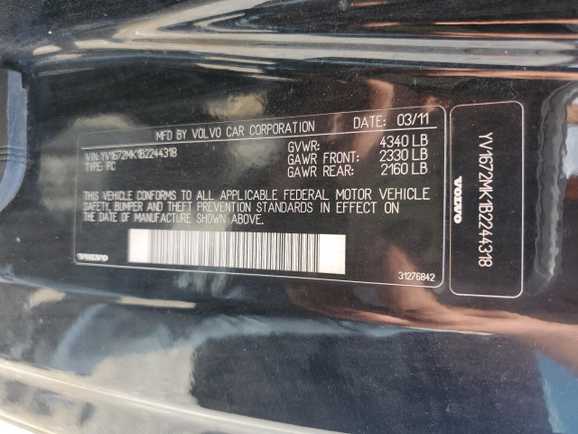 MFD BY VOLVO CAR CORPORATION DATE: 03/11
VIN: YV1672MK1B2244318
TYPE: PC
GVWR: 4340 LB
GAWR FRONT: 2330 LB
GAWR REAR: 2160 LB
THIS VEHICLE CONFORMS TO ALL APPLICABLE FEDERAL MOTOR VEHICLE
SAFETY, BUMPER AND THEFT PREVENTION STANDARDS IN EFFECT ON
THE DATE OF MANUFACTURE SHOWN ABOVE.
VOLVO
31276842
YV1672MK1B2244318
VOLVO